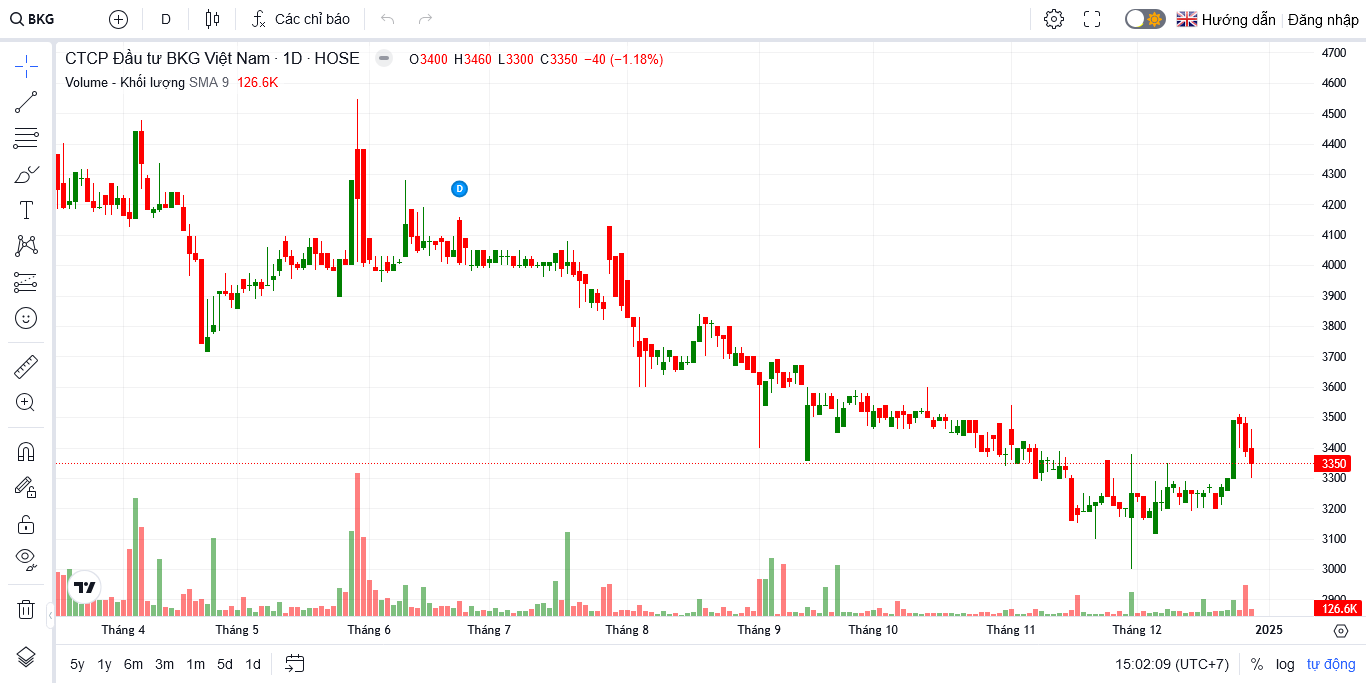 BKG D Các chỉ báo Hướng dẫn Đăng nhập
CTCP Đầu tư BKG Việt Nam · 1D · HOSE O3400 H3460 L3300 C3350 −40 (−1.18%)
Volume - Khối lượng SMA 9 126.6K
D
4700
4600
4500
4400
4300
4200
4100
4000
3900
3800
3700
3600
3500
3400
3350
3300
3200
3100
3000
2900
126.6K
Tháng 4 Tháng 5 Tháng 6 Tháng 7 Tháng 8 Tháng 9 Tháng 10 Tháng 11 Tháng 12 2025
5y 1y 6m 3m 1m 5d 1d 15:02:09 (UTC+7) % log tự động